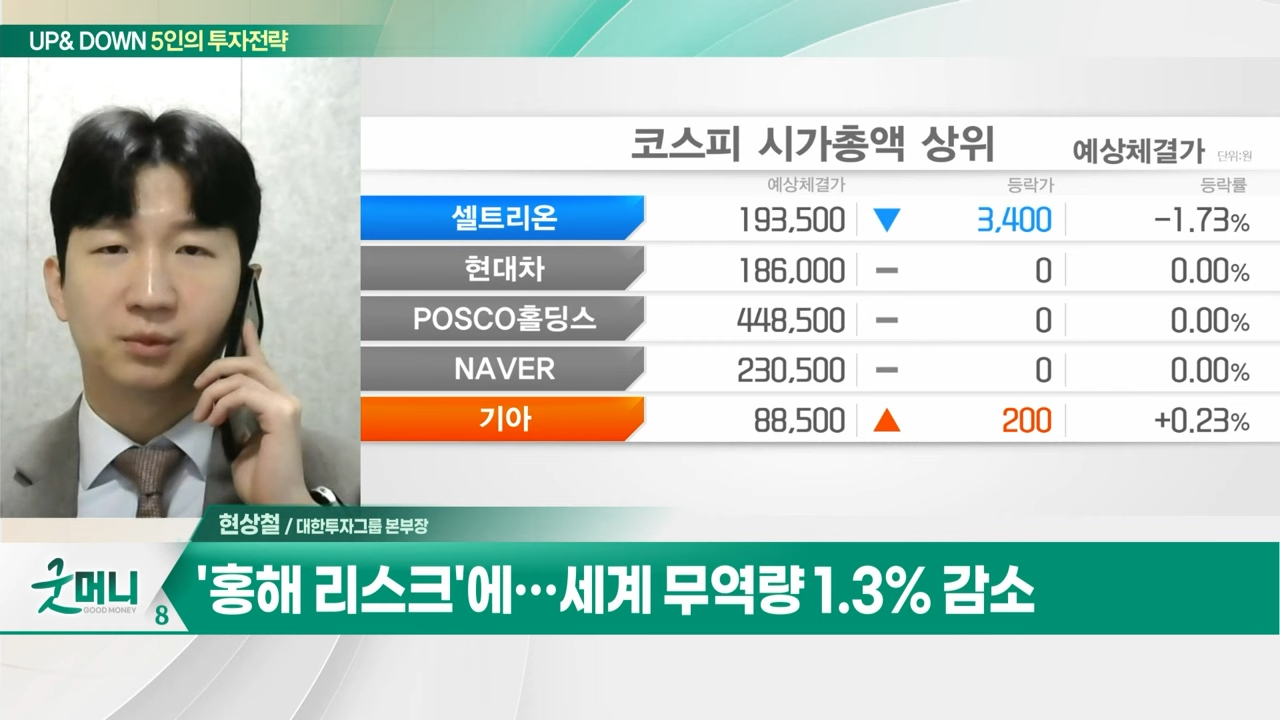 UP& DOWN 5인의 투자전략
코스피 시가총액 상위 예상체결가 단위:원
예상체결가 등락가 등락률
셀트리온 193,500 ▼ 3,400 -1.73%
현대차 186,000 - 0 0.00%
POSCO홀딩스 448,500 - 0 0.00%
NAVER 230,500 - 0 0.00%
기아 88,500 ▲ 200 +0.23%
현상철 / 대한투자그룹 본부장
굿머니
GOOD MONEY
8
'홍해 리스크'에…세계 무역량 1.3% 감소